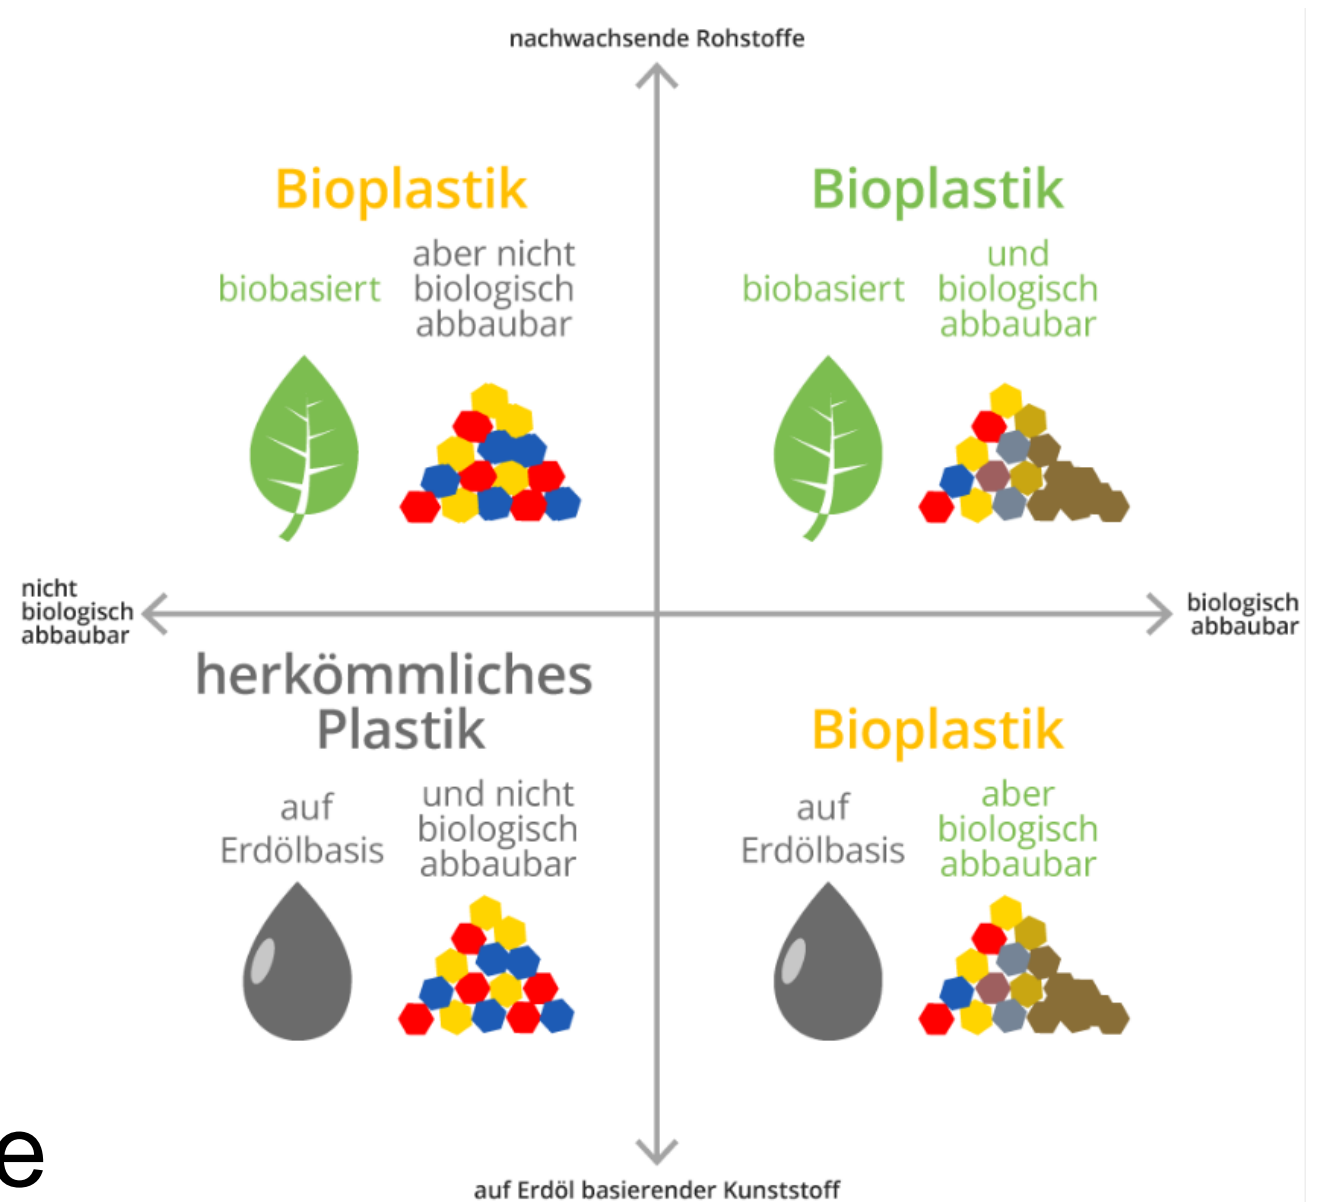 nachwachsende Rohstoffe
Bioplastik
biobasiert
aber nicht
biologisch
abbaubar
Bioplastik
biobasiert
und
biologisch
abbaubar
nicht
biologisch
abbaubar
biologisch
abbaubar
herkömmliches
Plastik
auf
Erdölbasis
und nicht
biologisch
abbaubar
Bioplastik
auf
Erdölbasis
aber
biologisch
abbaubar
e
auf Erdöl basierender Kunststoff